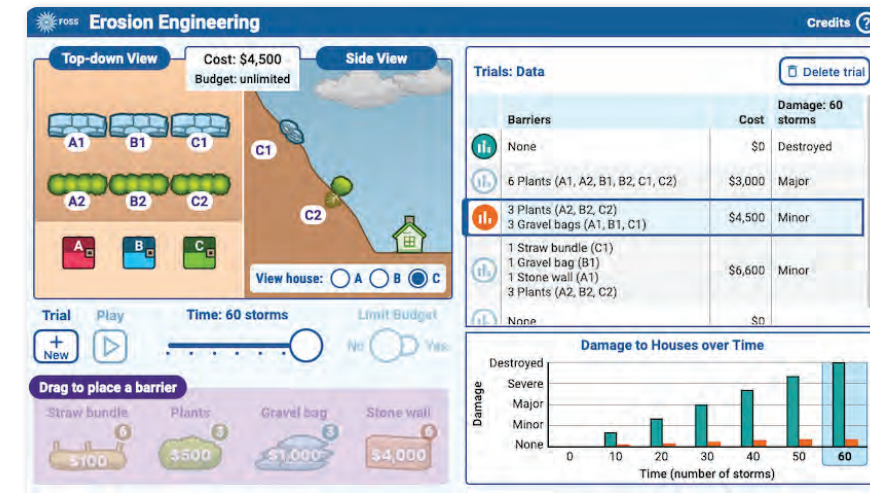 ROSS Erosion Engineering
Credits ?
Top-down View
Cost: $4,500
Budget: unlimited
Side View
A1 B1 C1
A2 B2 C2
A B C
C1
C2
View house: A B C
Trial
Play
Time: 60 storms
Limit Budget
+
New
No Yes
Drag to place a barrier
Straw bundle Plants Gravel bag Stone wall
6 3 3 6
$100 $500 $1,000 $4,000
Trials: Data
Delete trial
Barriers Cost Damage: 60
storms
None $0 Destroyed
6 Plants (A1, A2, B1, B2, C1, C2) $3,000 Major
3 Plants (A2, B2, C2)
3 Gravel bags (A1, B1, C1) $4,500 Minor
1 Straw bundle (C1)
1 Gravel bag (B1)
1 Stone wall (A1)
3 Plants (A2, B2, C2) $6,600 Minor
None $0
Damage to Houses over Time
Damage
Destroyed
Severe
Major
Minor
None
0 10 20 30 40 50 60
Time (number of storms)